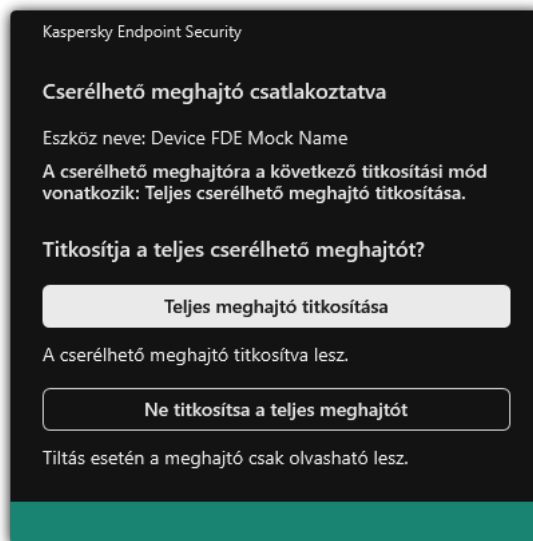 Kaspersky Endpoint Security
Cserélhető meghajtó csatlakoztatva
Eszköz neve: Device FDE Mock Name
A cserélhető meghajtóra a következő titkosítási mód
vonatkozik: Teljes cserélhető meghajtó titkosítása.
Titkosítja a teljes cserélhető meghajtót?
Teljes meghajtó titkosítása
A cserélhető meghajtó titkosítva lesz.
Ne titkosítsa a teljes meghajtót
Tiltás esetén a meghajtó csak olvasható lesz.